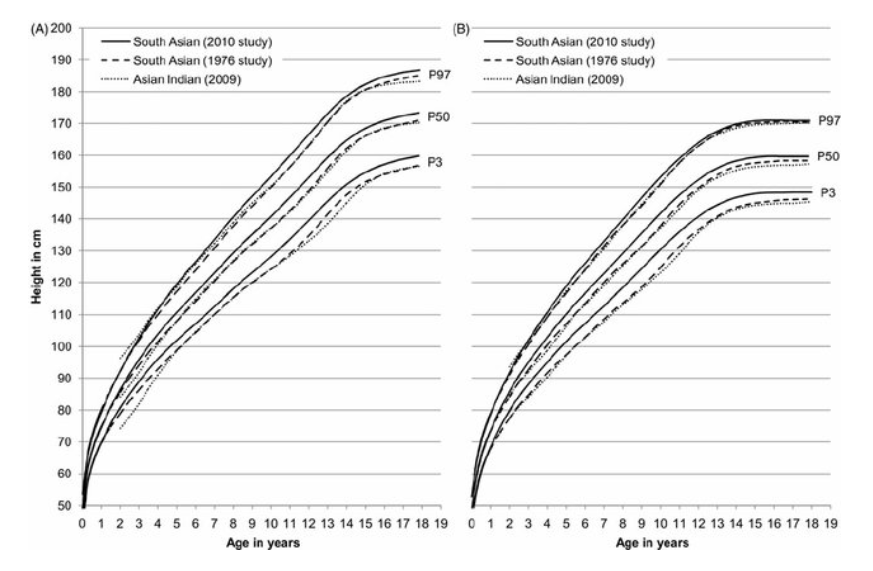 (A)
200
190
180
170
160
150
140
130
120
110
100
90
80
70
60
50
Height in cm
South Asian (2010 study)
South Asian (1976 study)
Asian Indian (2009)
P97
P50
P3
0 1 2 3 4 5 6 7 8 9 10 11 12 13 14 15 16 17 18 19
Age in years
(B)
South Asian (2010 study)
South Asian (1976 study)
Asian Indian (2009)
P97
P50
P3
0 1 2 3 4 5 6 7 8 9 10 11 12 13 14 15 16 17 18 19
Age in years